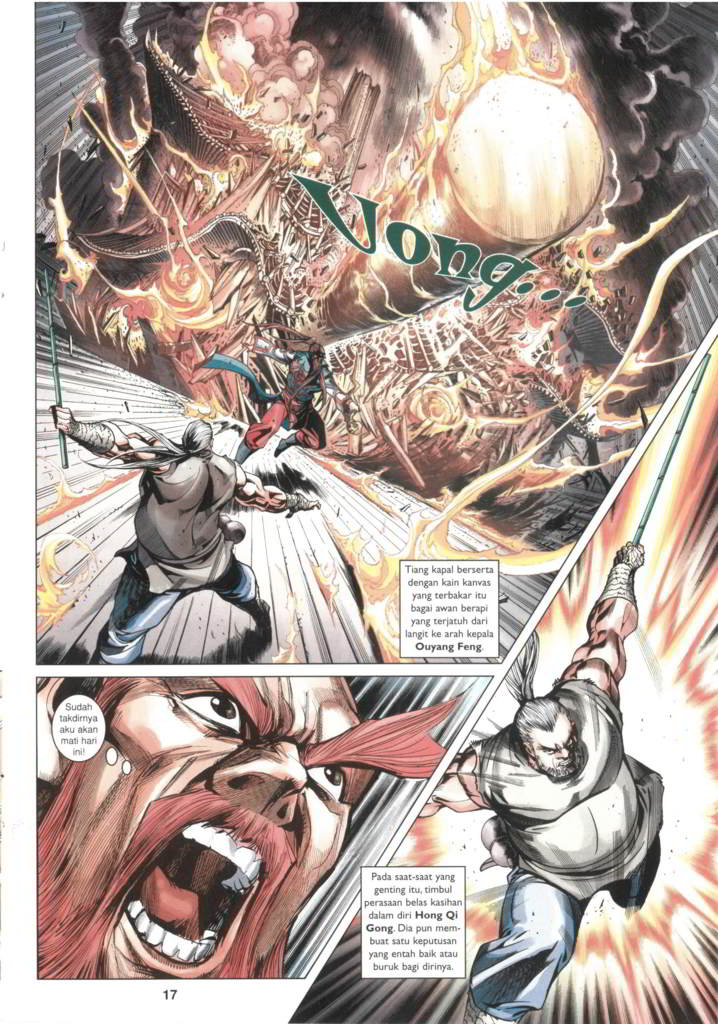 Vong...
Tiang kapal berserta
dengan kain kanvas
yang terbakar itu
bagai awan berapi
yang terjatuh dari
langit ke arah kepala
Ouyang Feng.
Sudah
takdirnya
aku akan
mati hari
ini!
Pada saat-saat yang
genting itu, timbul
perasaan belas kasihan
dalam diri Hong Qi
Gong. Dia pun mem-
buat satu keputusan
yang entah baik atau
buruk bagi dirinya.
17